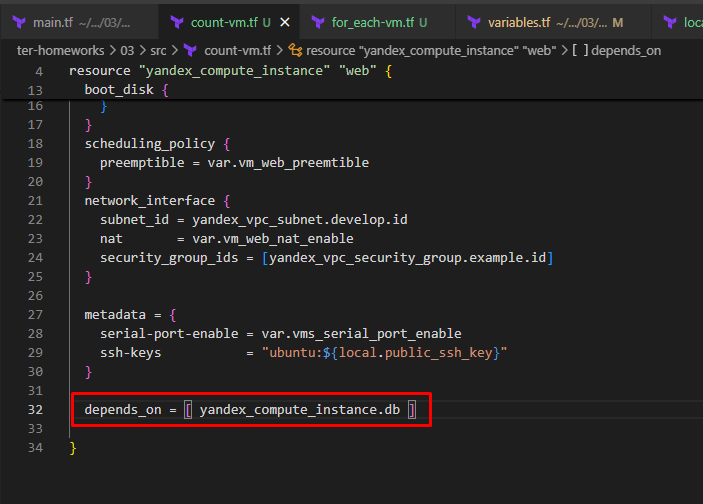 main.tf ~/.../03/...
count-vm.tf U
for_each-vm.tf U
variables.tf ~/.../03/... M
loc
ter-homeworks > 03 > src > count-vm.tf > resource "yandex_compute_instance" "web" > [ ] depends_on
4 resource "yandex_compute_instance" "web" {
13 boot_disk {
16 }
17 }
18 scheduling_policy {
19 preemptible = var.vm_web_preemtible
20 }
21 network_interface {
22 subnet_id = yandex_vpc_subnet.develop.id
23 nat = var.vm_web_nat_enable
24 security_group_ids = [yandex_vpc_security_group.example.id]
25 }
26
27 metadata = {
28 serial-port-enable = var.vms_serial_port_enable
29 ssh-keys = "ubuntu:${local.public_ssh_key}"
30 }
31
32 depends_on = [ yandex_compute_instance.db ]
33
34 }